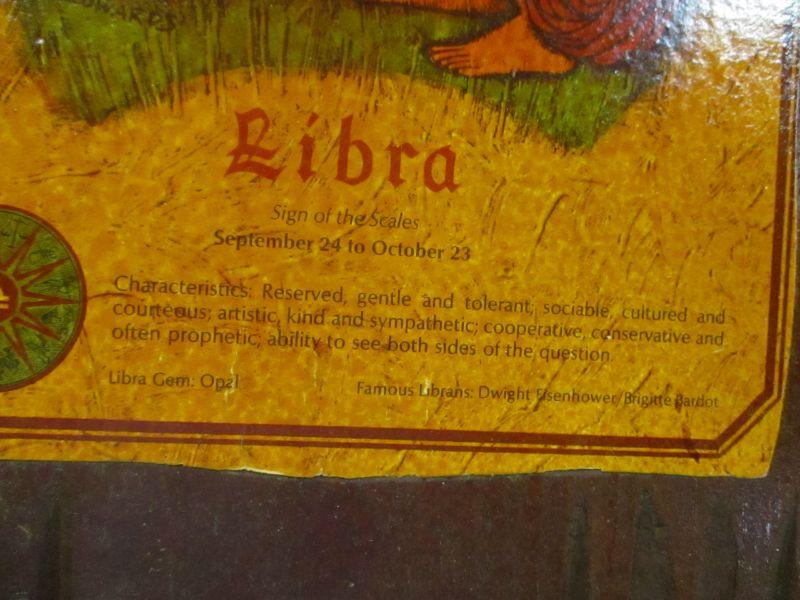 Libra
Sign of the Scales
September 24 to October 23
Characteristics: Reserved, gentle and tolerant, sociable, cultured and
courteous; artistic, kind and sympathetic; cooperative, conservative and
often prophetic; ability to see both sides of the question.
Libra Gem: Opal
Famous Librans: Dwight Eisenhower/Brigitte Bardot